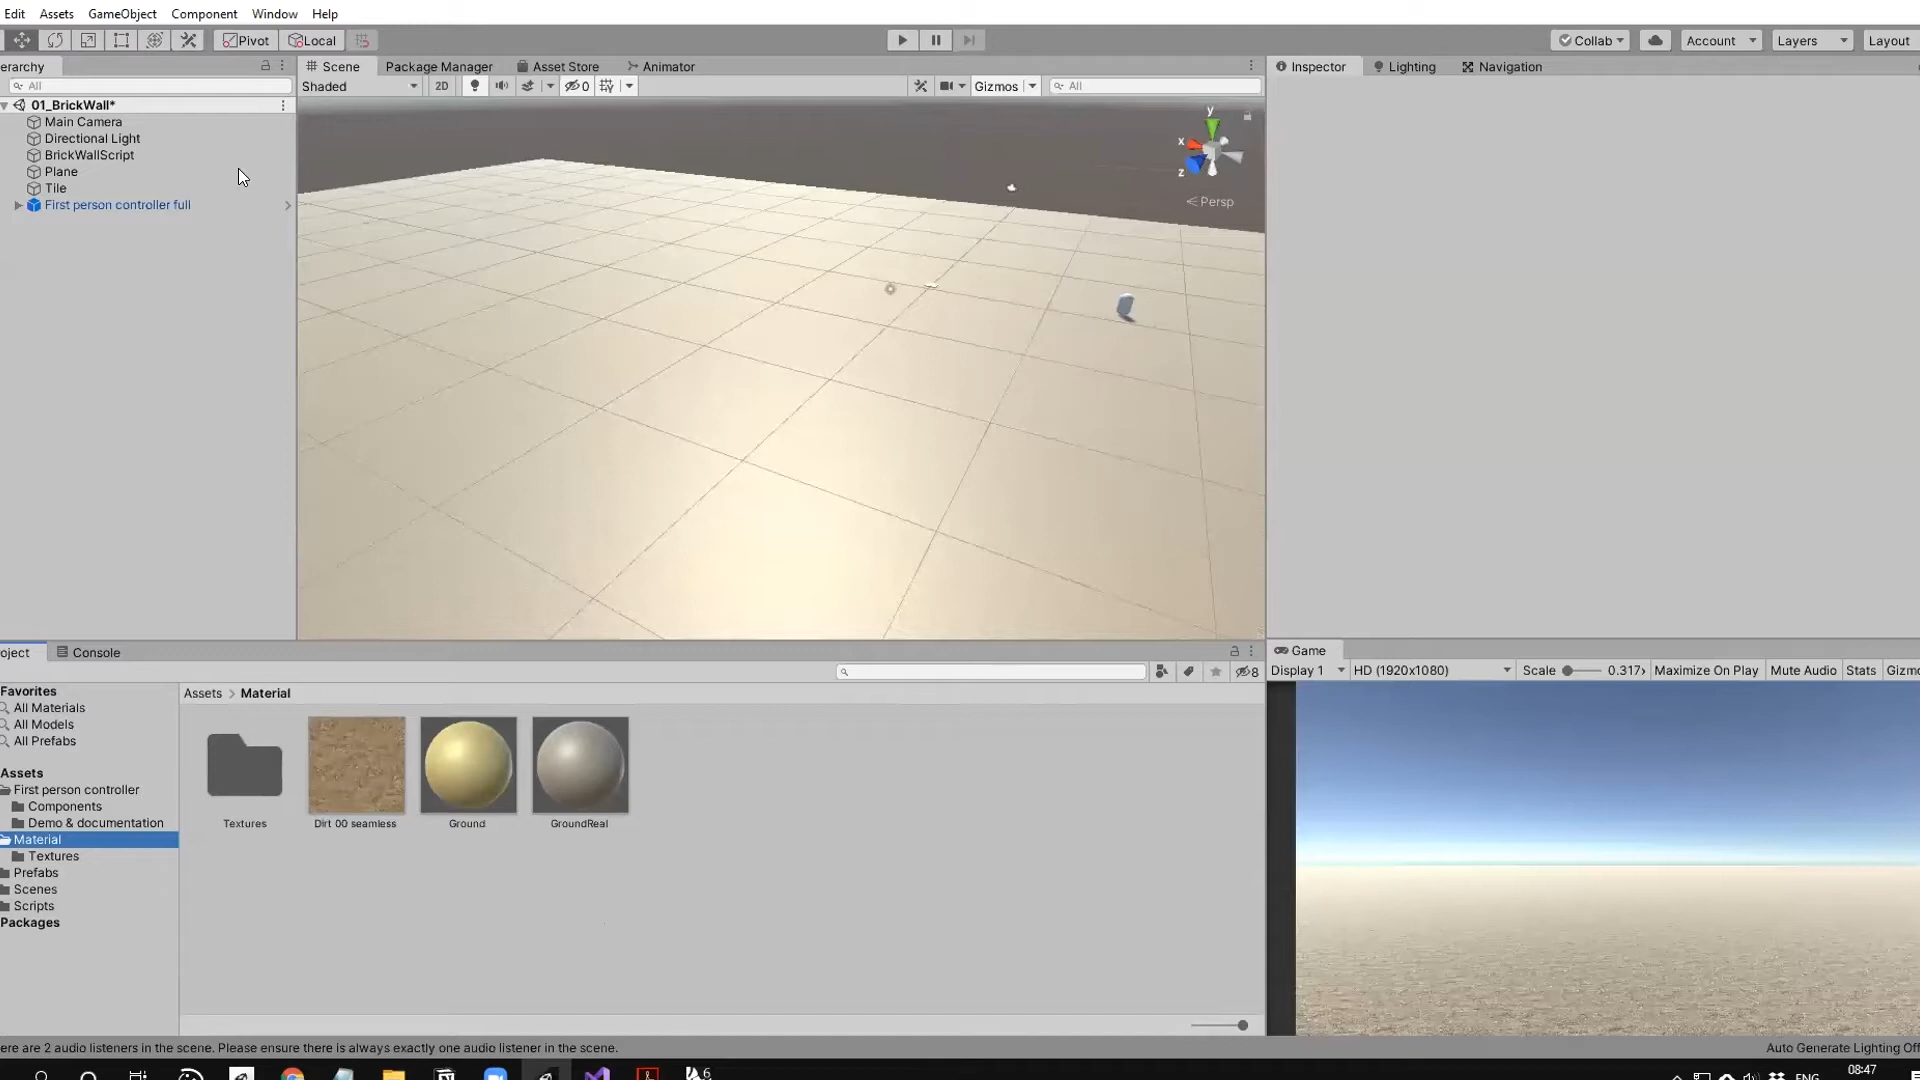 Edit Assets GameObject Component Window Help
Pivot Local Collab Account Layers Layout
erarchy Scene Package Manager Asset Store Animator Inspector Lighting Navigation
All Shaded 2D 0 Gizmos All
01_BrickWall*
Main Camera
Directional Light
BrickWallScript
Plane
Tile
First person controller full
y
x
z
Persp
oject Console Game
8 Display 1 HD (1920x1080) Scale 0.317x Maximize On Play Mute Audio Stats Gizmo
Favorites Assets > Material
All Materials
All Models
All Prefabs
Assets
First person controller
Components
Demo & documentation
Material
Textures
Prefabs
Scenes
Scripts
Packages
Textures Dirt 00 seamless Ground GroundReal
ere are 2 audio listeners in the scene. Please ensure there is always exactly one audio listener in the scene. Auto Generate Lighting Off
6 ENG 08:47